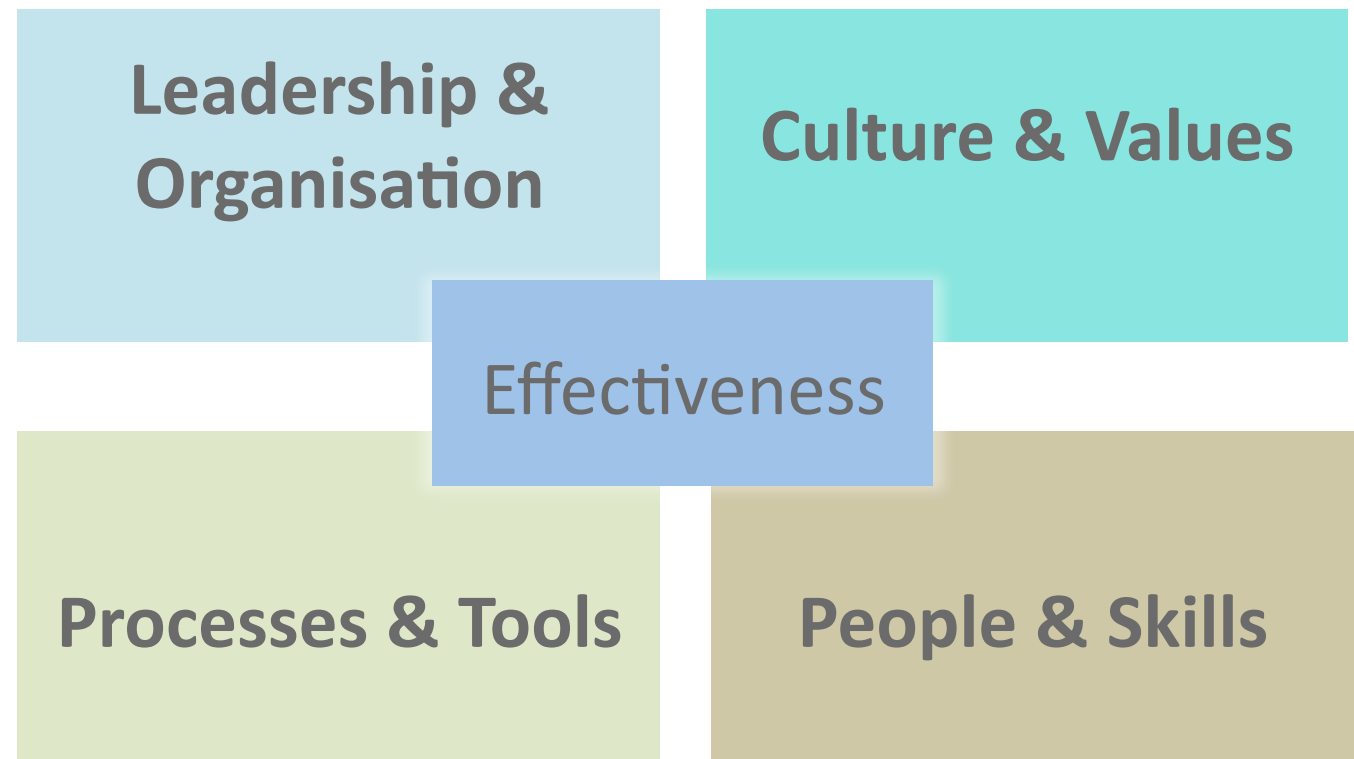 Leadership &
Organisation
Culture & Values
Effectiveness
Processes & Tools
People & Skills